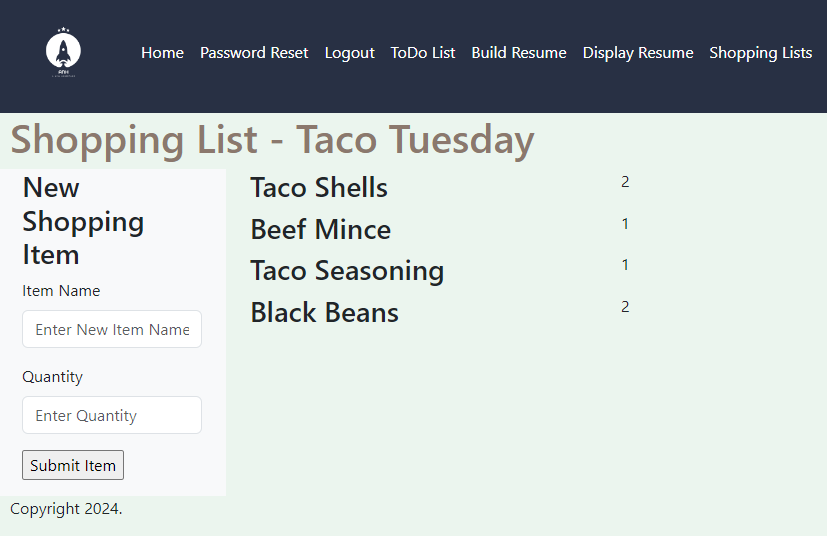 Home Password Reset Logout ToDo List Build Resume Display Resume Shopping Lists
Shopping List - Taco Tuesday
New
Shopping
Item
Item Name
Enter New Item Name
Quantity
Enter Quantity
Submit Item
Taco Shells 2
Beef Mince 1
Taco Seasoning 1
Black Beans 2
Copyright 2024.